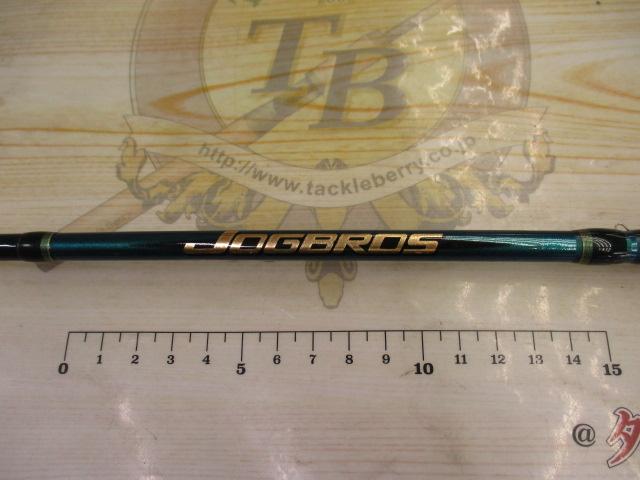 TB
http://www.tackleberry.co.jp
JOGBROS
0 1 2 3 4 5 6 7 8 9 10 11 12 13 14 15
@ タ